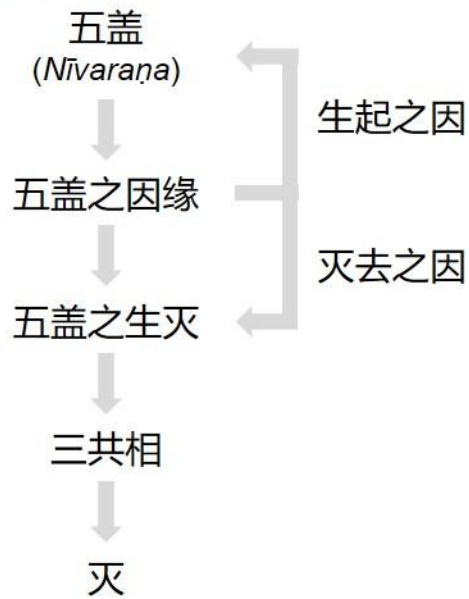 五盖
(Nīvaraṇa)
生起之因
五盖之因缘
灭去之因
五盖之生灭
三共相
灭